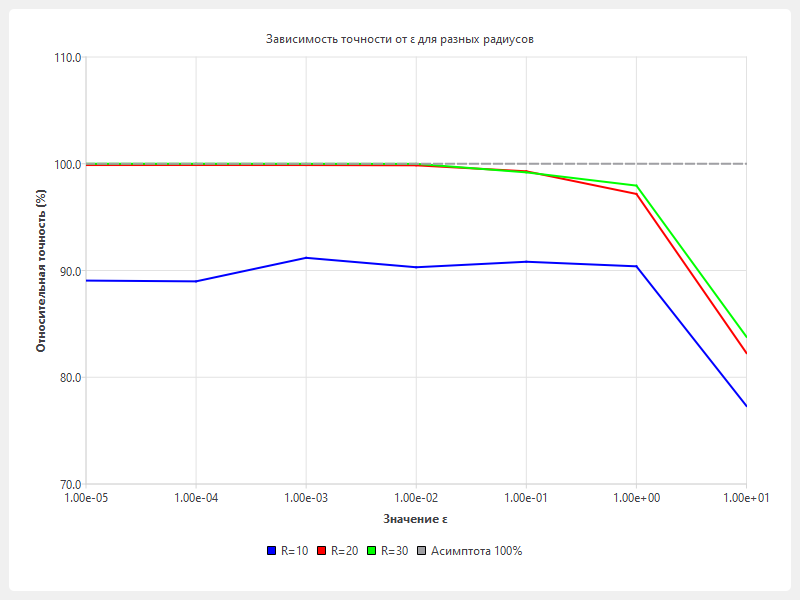 Зависимость точности от ε для разных радиусов
110.0
100.0
90.0
80.0
70.0
Относительная точность (%)
1.00e-05 1.00e-04 1.00e-03 1.00e-02 1.00e-01 1.00e+00 1.00e+01
Значение ε
R=10 R=20 R=30 Асимптота 100%